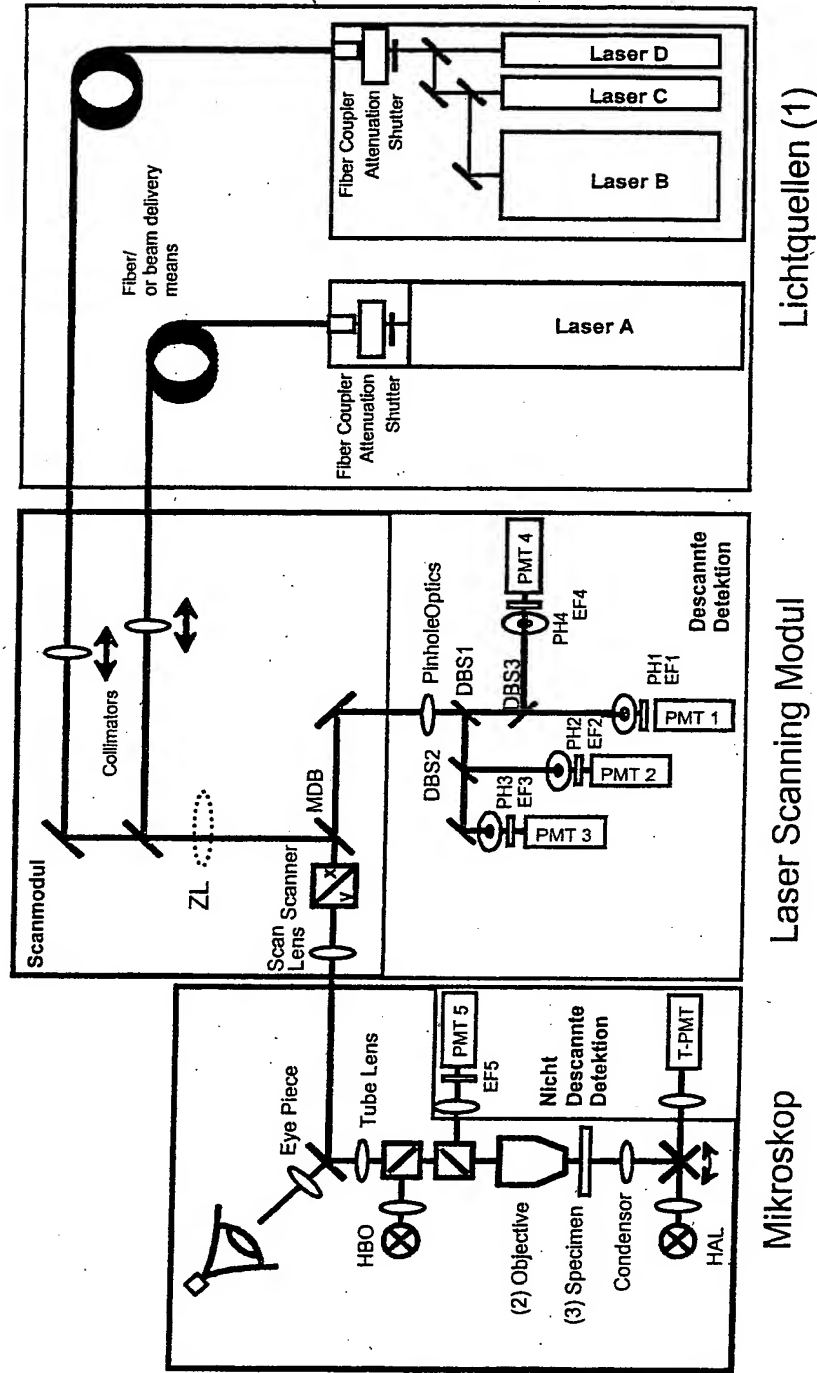 Fiber/
or beam delivery
means
Fiber Coupler
Attenuation
Shutter
Laser D
Laser C
Laser B
Fiber Coupler
Attenuation
Shutter
Laser A
Lichtquellen (1)
Scanmodul
Collimators
ZL
MDB
Scanner
x
y
Scan
Lens
PinholeOptics
DBS1
DBS2
DBS3
PMT 4
PH4
EF4
PH1
EF1
PMT 1
PH2
EF2
PMT 2
PH3
EF3
PMT 3
Descannte
Detektion
Laser Scanning Modul
Eye Piece
Tube Lens
HBO
PMT 5
EF5
Nicht
Descannte
Detektion
(2) Objective
(3) Specimen
Condensor
HAL
T-PMT
Mikroskop